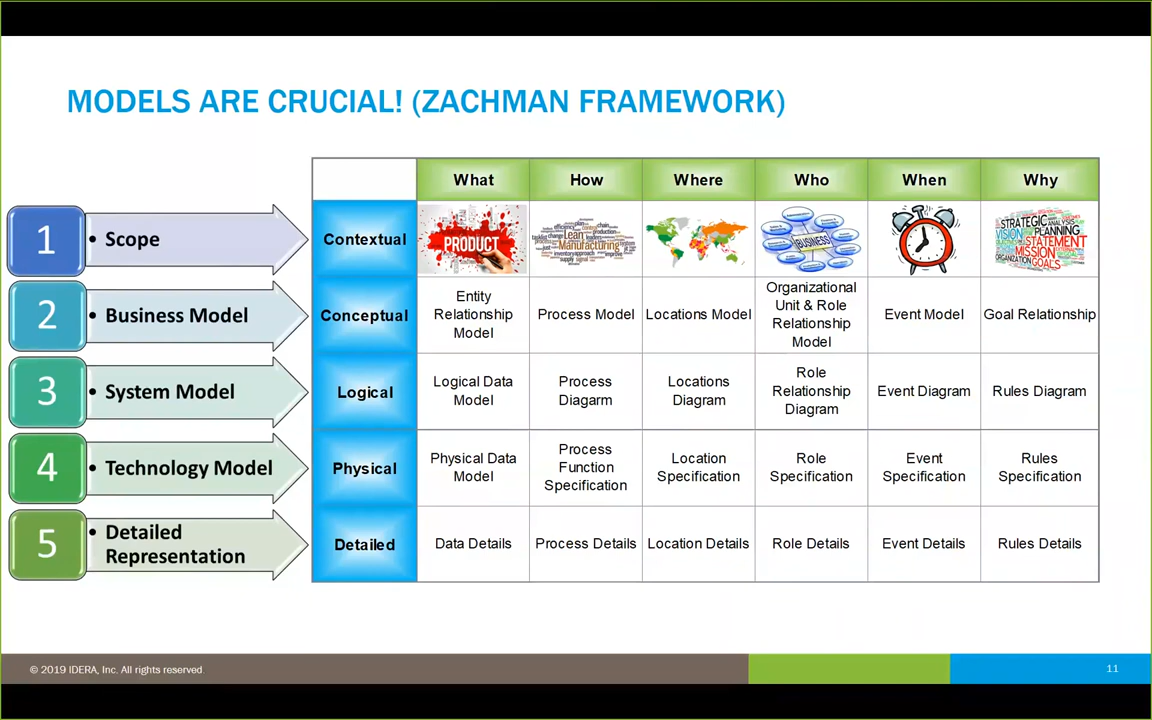 MODELS ARE CRUCIAL! (ZACHMAN FRAMEWORK)
What How Where Who When Why
1 • Scope
Contextual
PRODUCT
Lean
Manufacturing
BUSINESS
STRATEGIC
VISION
PLANNING
STATEMENT
MISSION
ORGANIZATION
GOALS
2 • Business Model
Conceptual
Entity
Relationship
Model
Process Model
Locations Model
Organizational
Unit & Role
Relationship
Model
Event Model
Goal Relationship
3 • System Model
Logical
Logical Data
Model
Process
Diagarm
Locations
Diagram
Role
Relationship
Diagram
Event Diagram
Rules Diagram
4 • Technology Model
Physical
Physical Data
Model
Process
Function
Specification
Location
Specification
Role
Specification
Event
Specification
Rules
Specification
5 • Detailed
Representation
Detailed
Data Details
Process Details
Location Details
Role Details
Event Details
Rules Details
© 2019 IDERA, Inc. All rights reserved.
11